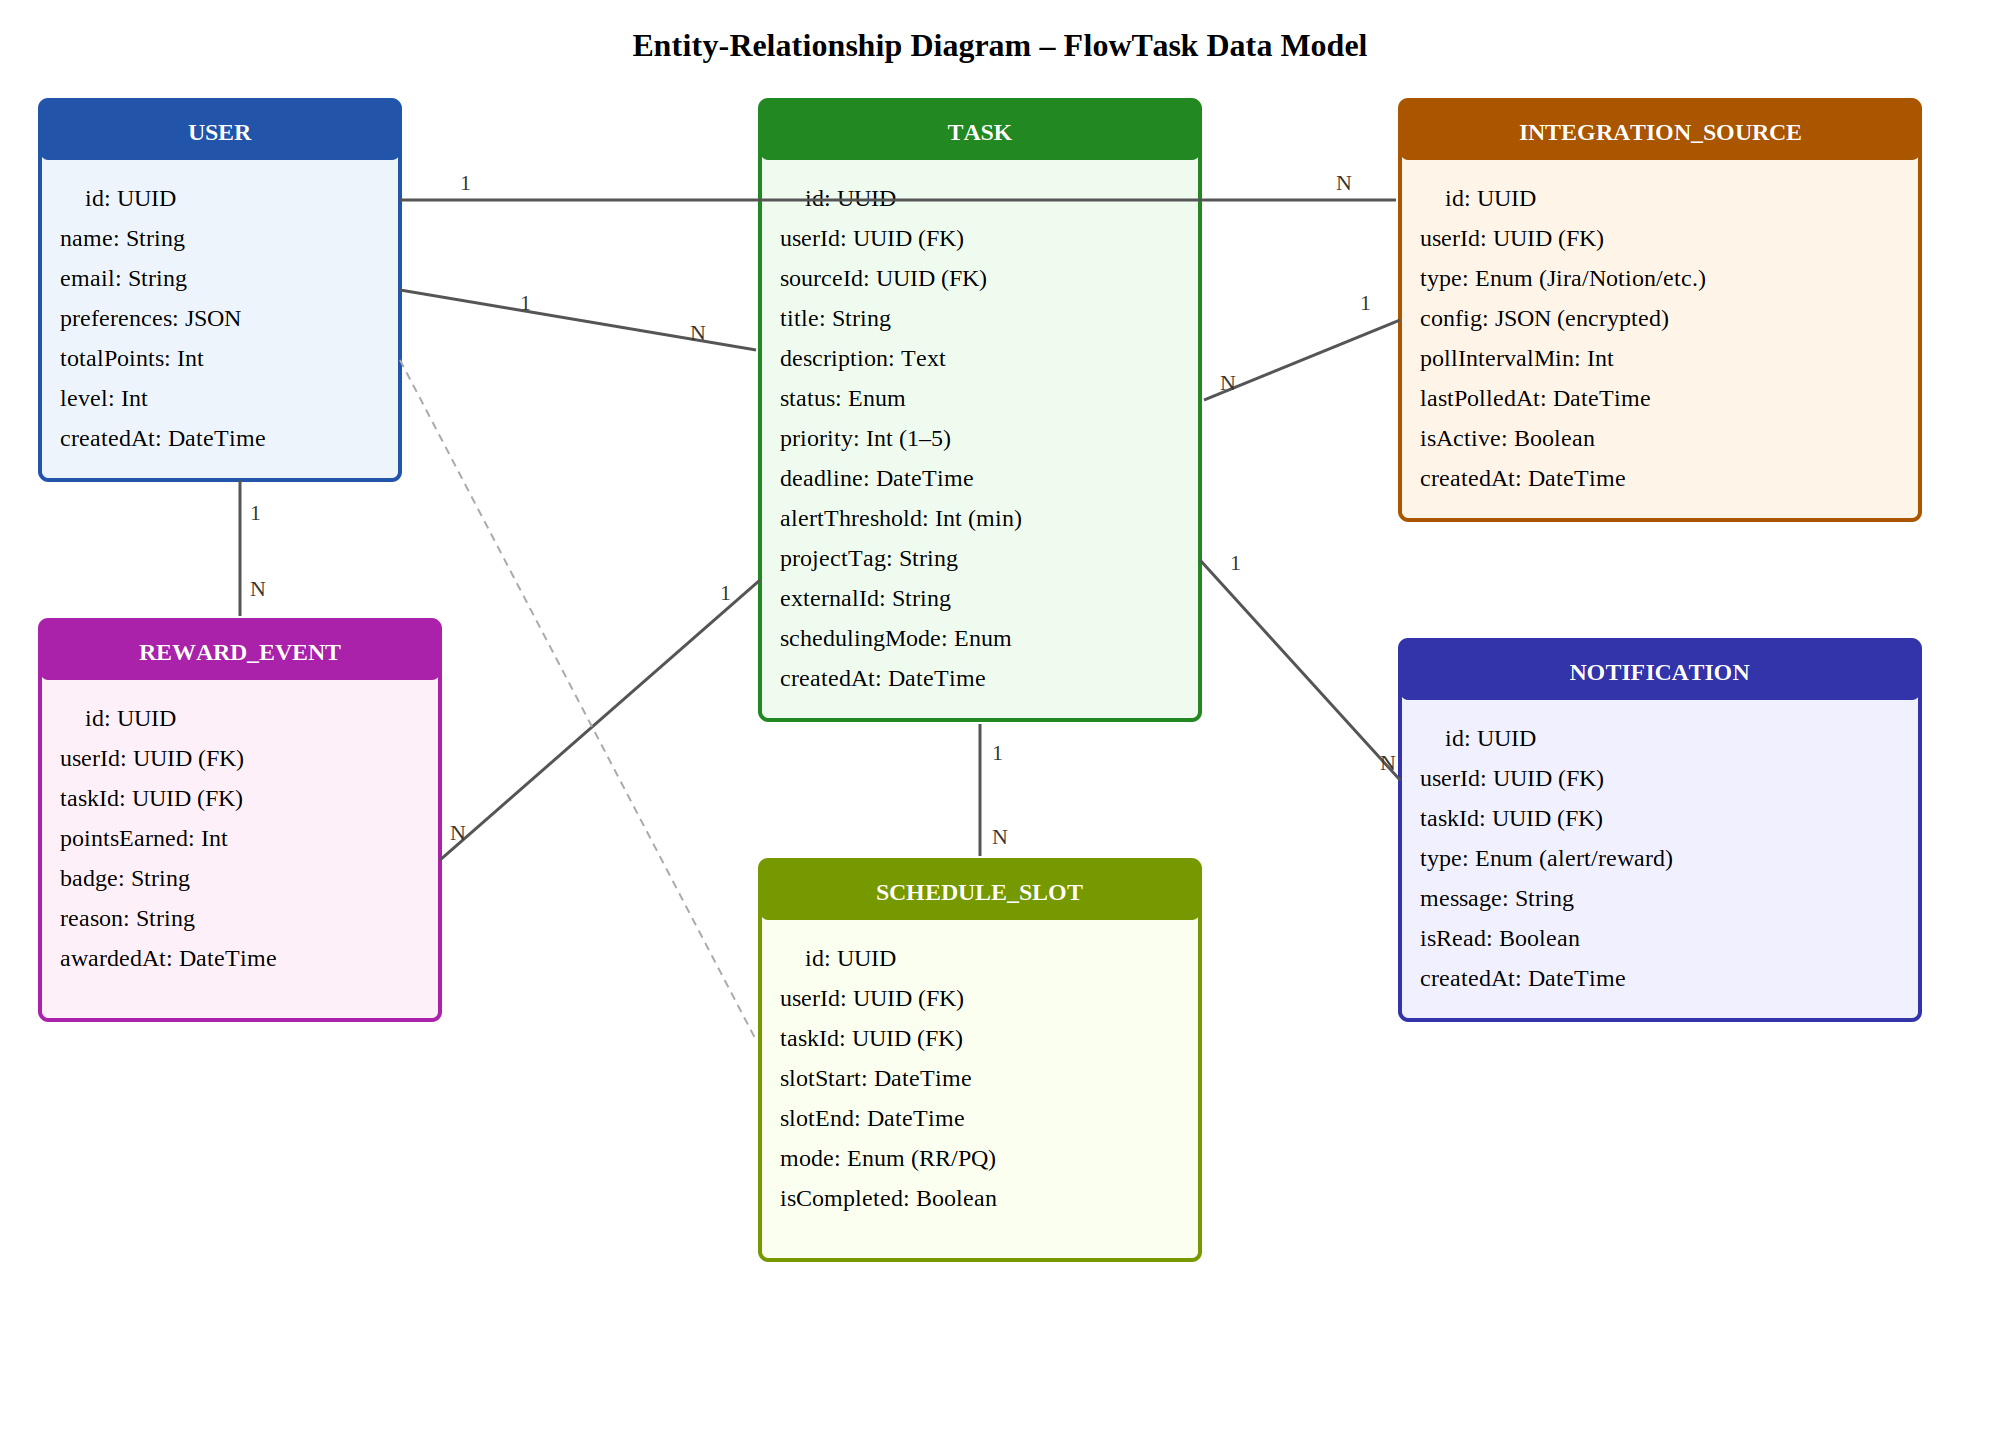 Entity-Relationship Diagram – FlowTask Data Model
USER
id: UUID
name: String
email: String
preferences: JSON
totalPoints: Int
level: Int
createdAt: DateTime
TASK
id: UUID
userId: UUID (FK)
sourceId: UUID (FK)
title: String
description: Text
status: Enum
priority: Int (1–5)
deadline: DateTime
alertThreshold: Int (min)
projectTag: String
externalId: String
schedulingMode: Enum
createdAt: DateTime
INTEGRATION_SOURCE
id: UUID
userId: UUID (FK)
type: Enum (Jira/Notion/etc.)
config: JSON (encrypted)
pollIntervalMin: Int
lastPolledAt: DateTime
isActive: Boolean
createdAt: DateTime
1
N
1
N
1
N
1
N
1
N
1
N
1
N
REWARD_EVENT
id: UUID
userId: UUID (FK)
taskId: UUID (FK)
pointsEarned: Int
badge: String
reason: String
awardedAt: DateTime
SCHEDULE_SLOT
id: UUID
userId: UUID (FK)
taskId: UUID (FK)
slotStart: DateTime
slotEnd: DateTime
mode: Enum (RR/PQ)
isCompleted: Boolean
NOTIFICATION
id: UUID
userId: UUID (FK)
taskId: UUID (FK)
type: Enum (alert/reward)
message: String
isRead: Boolean
createdAt: DateTime